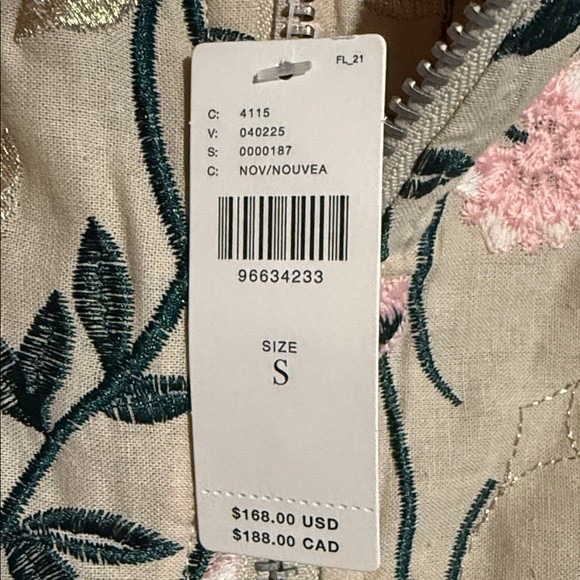 FL_21
C: 4115
V: 040225
S: 0000187
C: NOV/NOUVEA
96634233
SIZE
S
$168.00 USD
$188.00 CAD